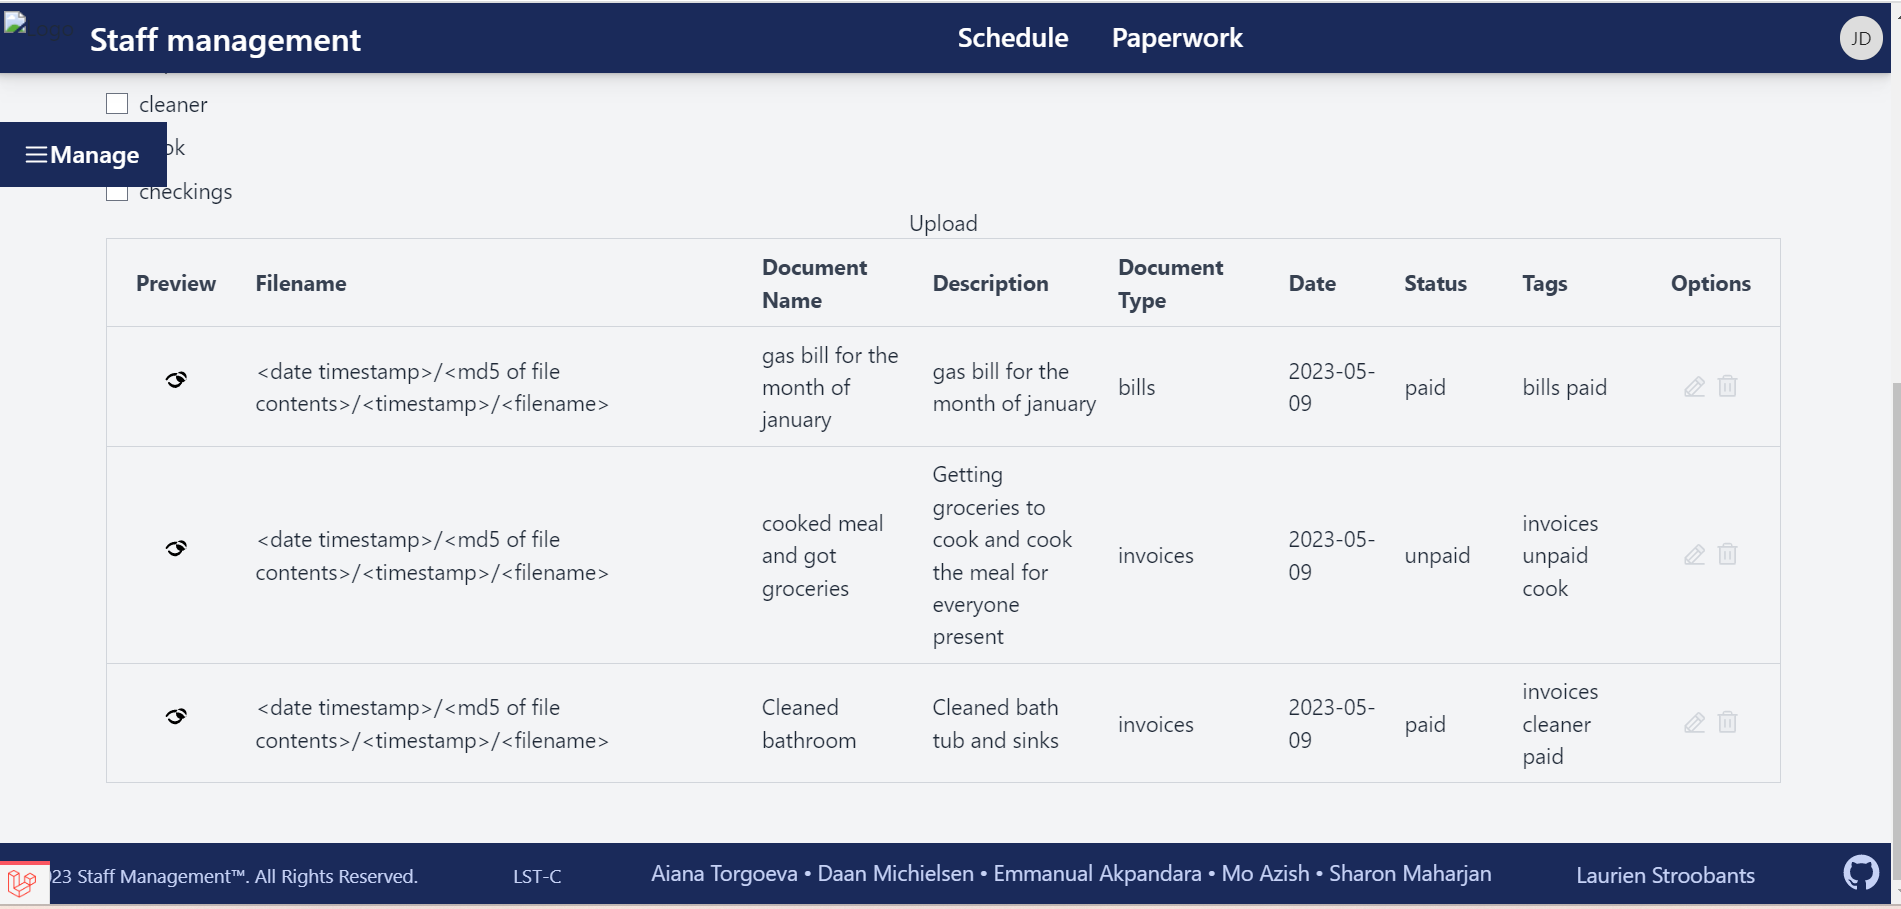 Logo
Staff management
Schedule
Paperwork
JD
cleaner
Manage
ok
checkings
Upload
Preview
Filename
Document
Name
Description
Document
Type
Date
Status
Tags
Options
<date timestamp>/<md5 of file
contents>/<timestamp>/<filename>
gas bill for the
month of
january
gas bill for the
month of january
bills
2023-05-
09
paid
bills paid
<date timestamp>/<md5 of file
contents>/<timestamp>/<filename>
cooked meal
and got
groceries
Getting
groceries to
cook and cook
the meal for
everyone
present
invoices
2023-05-
09
unpaid
invoices
unpaid
cook
<date timestamp>/<md5 of file
contents>/<timestamp>/<filename>
Cleaned
bathroom
Cleaned bath
tub and sinks
invoices
2023-05-
09
paid
invoices
cleaner
paid
23 Staff Management™. All Rights Reserved.
LST-C
Aiana Torgoeva • Daan Michielsen • Emmanual Akpandara • Mo Azish • Sharon Maharjan
Laurien Stroobants